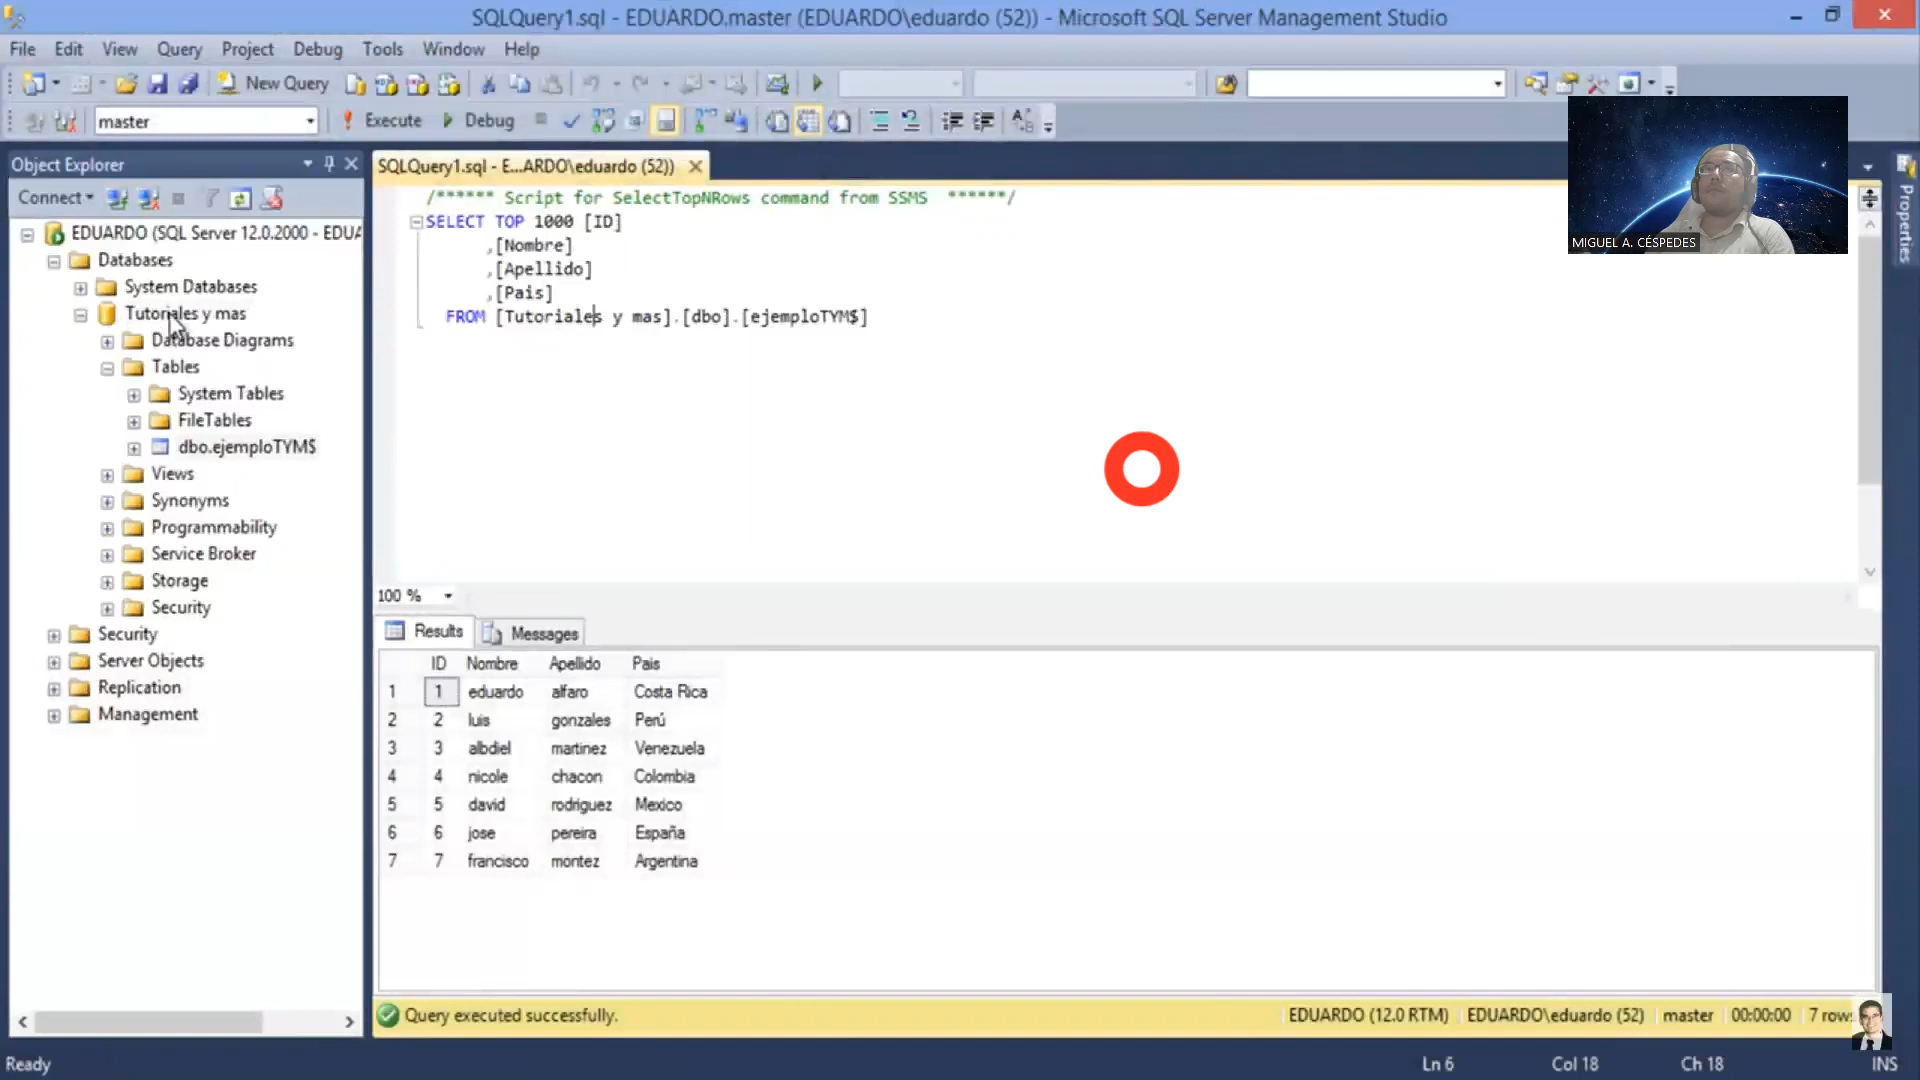 SQLQuery1.sql - EDUARDO.master (EDUARDO\eduardo (52)) - Microsoft SQL Server Management Studio
File Edit View Query Project Debug Tools Window Help
New Query
master Execute Debug
Object Explorer
Connect
EDUARDO (SQL Server 12.0.2000 - EDUA
Databases
System Databases
Tutoriales y mas
Database Diagrams
Tables
System Tables
FileTables
dbo.ejemploTYM$
Views
Synonyms
Programmability
Service Broker
Storage
Security
Security
Server Objects
Replication
Management
SQLQuery1.sql - E...ARDO\eduardo (52))
/****** Script for SelectTopNRows command from SSMS ******/
SELECT TOP 1000 [ID]
,[Nombre]
,[Apellido]
,[Pais]
FROM [Tutoriales y mas].[dbo].[ejemploTYM$]
MIGUEL A. CÉSPEDES
Properties
100 %
Results Messages
ID Nombre Apellido Pais
1 1 eduardo alfaro Costa Rica
2 2 luis gonzales Perú
3 3 albdiel martinez Venezuela
4 4 nicole chacon Colombia
5 5 david rodriguez Mexico
6 6 jose pereira España
7 7 francisco montez Argentina
Query executed successfully.
EDUARDO (12.0 RTM) EDUARDO\eduardo (52) master 00:00:00 7 rows
Ready Ln 6 Col 18 Ch 18 INS